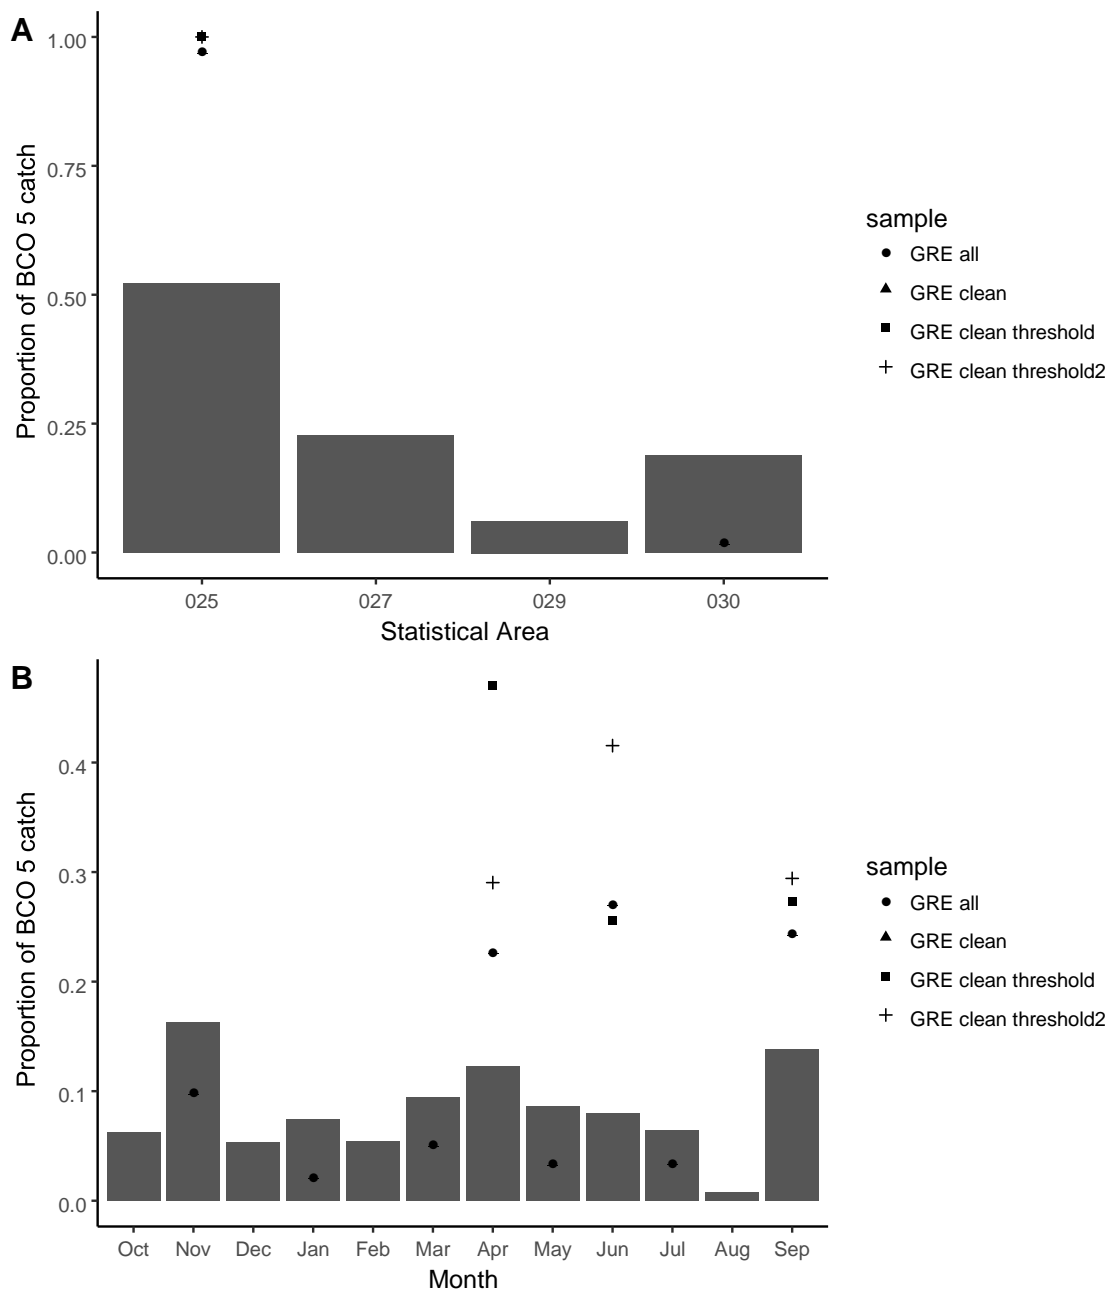 A
Proportion of BCO 5 catch
1.00
0.75
0.50
0.25
0.00
025 027 029 030
Statistical Area
sample
GRE all
GRE clean
GRE clean threshold
GRE clean threshold2
B
Proportion of BCO 5 catch
0.4
0.3
0.2
0.1
0.0
Oct Nov Dec Jan Feb Mar Apr May Jun Jul Aug Sep
Month
sample
GRE all
GRE clean
GRE clean threshold
GRE clean threshold2